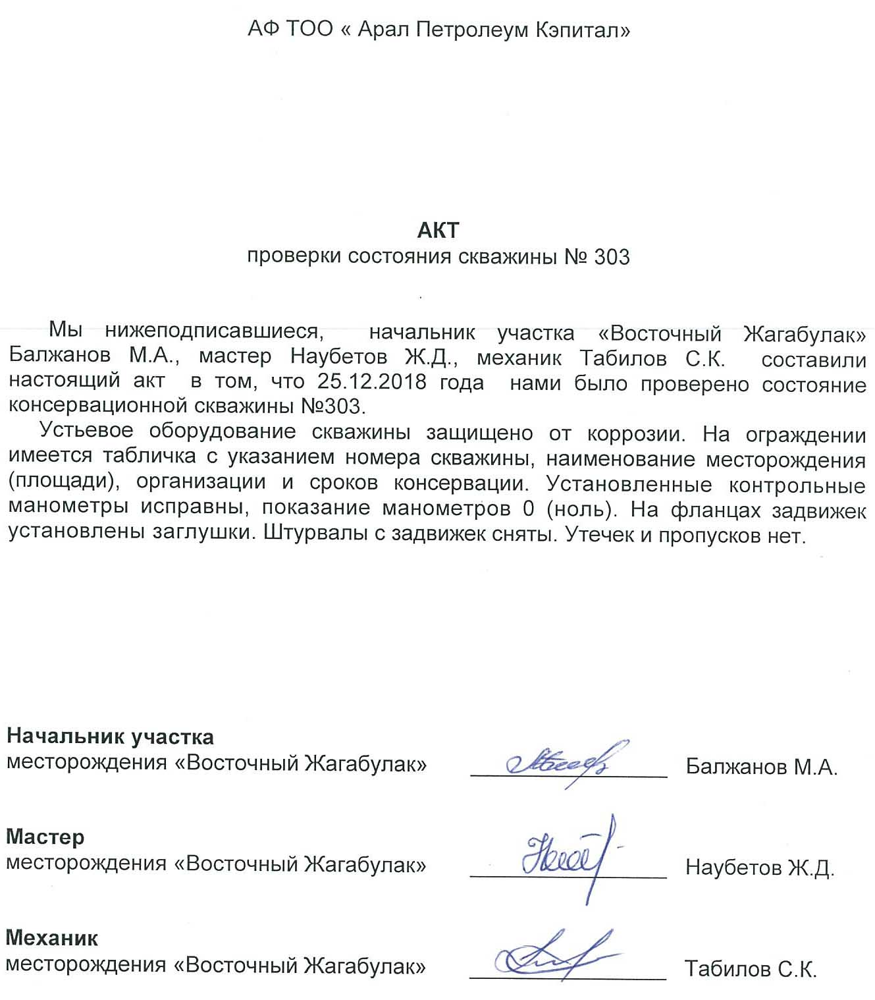 АФ ТОО « Арал Петролеум Кэпитал»
АКТ
проверки состояния скважины № 303
Мы нижеподписавшиеся, начальник участка «Восточный Жагабулак»
Балжанов М.А., мастер Наубетов Ж.Д., механик Табилов С.К. составили
настоящий акт в том, что 25.12.2018 года нами было проверено состояние
консервационной скважины №303.
Устьевое оборудование скважины защищено от коррозии. На ограждении
имеется табличка с указанием номера скважины, наименование месторождения
(площади), организации и сроков консервации. Установленные контрольные
манометры исправны, показание манометров 0 (ноль). На фланцах задвижек
установлены заглушки. Штурвалы с задвижек сняты. Утечек и пропусков нет.
Начальник участка
месторождения «Восточный Жагабулак» Балжанов М.А.
Мастер
месторождения «Восточный Жагабулак» Наубетов Ж.Д.
Механик
месторождения «Восточный Жагабулак» Табилов С.К.